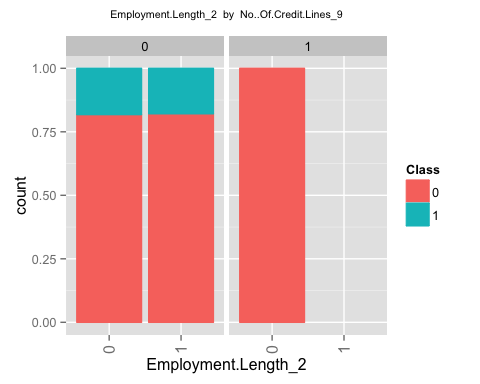 Employment.Length_2 by No..Of.Credit.Lines_9
0 1
1.00
0.75
0.50
0.25
0.00
count
0 1 0 1
Employment.Length_2
Class
0
1